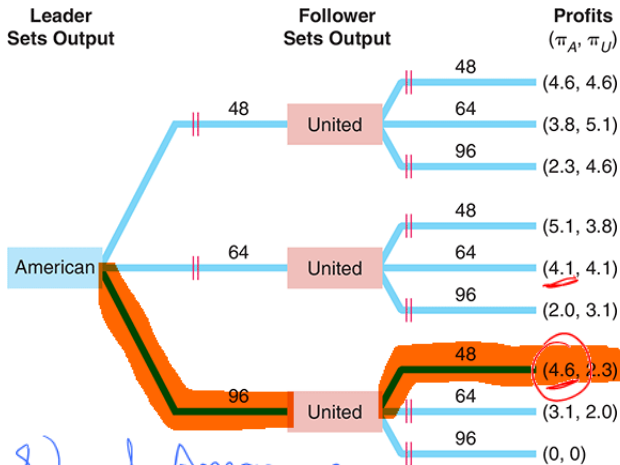 Leader Follower Profits
Sets Output Sets Output (π_A, π_U)
48 (4.6, 4.6)
48 United 64 (3.8, 5.1)
96 (2.3, 4.6)
48 (5.1, 3.8)
American 64 United 64 (4.1, 4.1)
96 (2.0, 3.1)
48 (4.6, 2.3)
96 United 64 (3.1, 2.0)
96 (0, 0)
8)